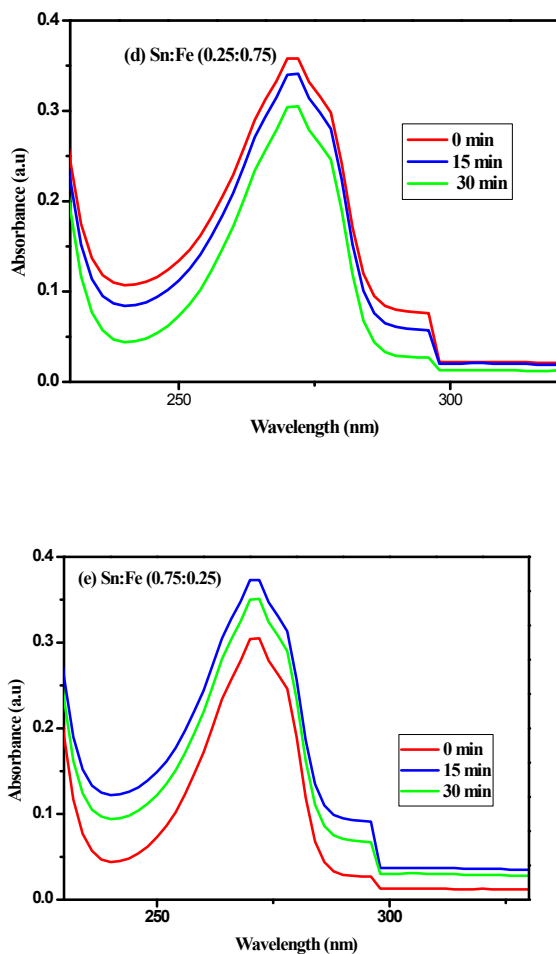 0.4
(d) Sn:Fe (0.25:0.75)
0.3
0 min
15 min
30 min
0.2
Absorbance (a.u)
0.1
0.0
250
300
Wavelength (nm)
0.4
(e) Sn:Fe (0.75:0.25)
0.3
0.2
0 min
15 min
30 min
Absorbance (a.u)
0.1
0.0
250
300
Wavelength (nm)